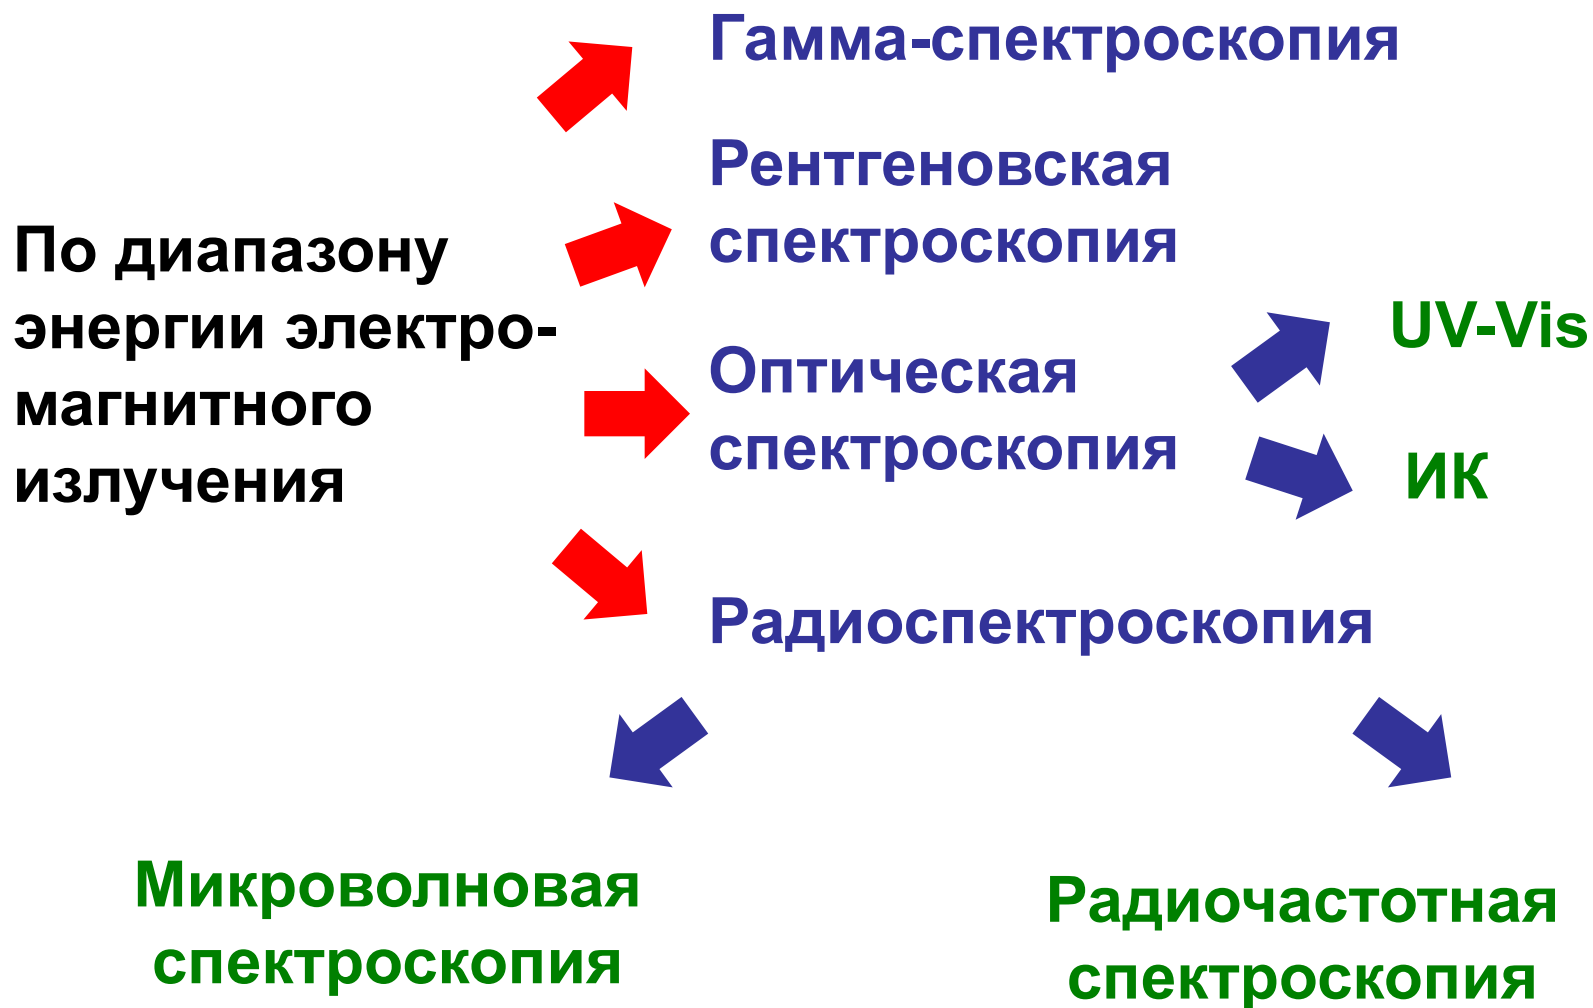 Гамма-спектроскопия
Рентгеновская
спектроскопия
По диапазону
энергии электро-
магнитного
излучения
Оптическая
спектроскопия
UV-Vis
ИК
Радиоспектроскопия
Микроволновая
спектроскопия
Радиочастотная
спектроскопия